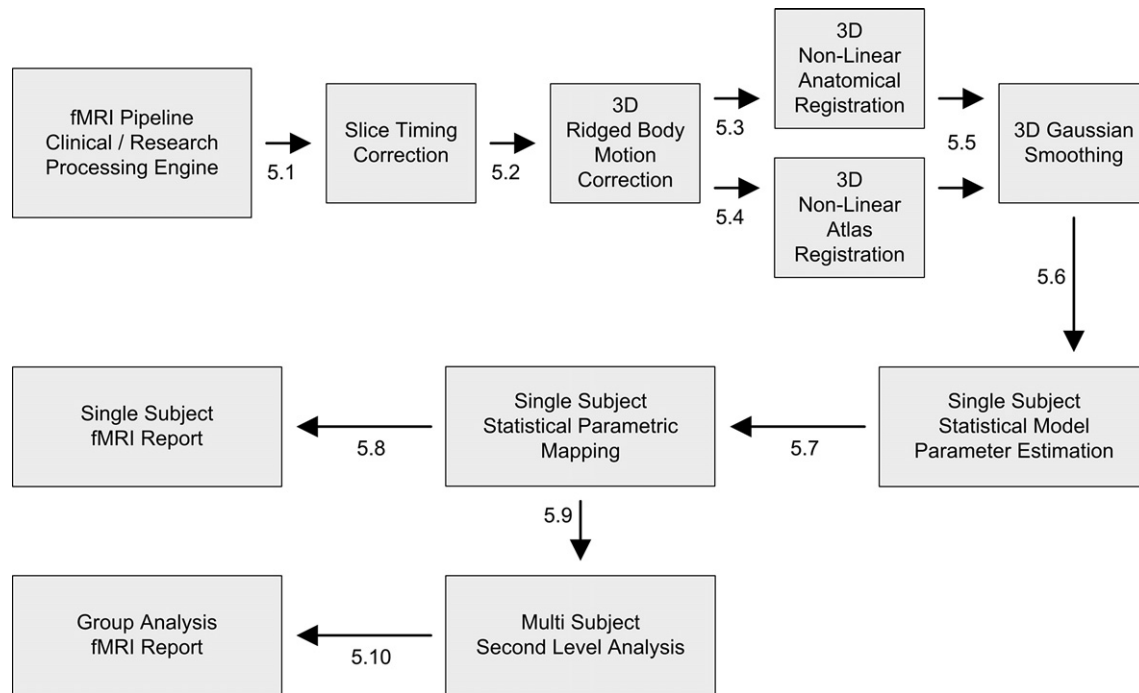 fMRI Pipeline
Clinical / Research
Processing Engine
5.1
Slice Timing
Correction
5.2
3D
Ridged Body
Motion
Correction
5.3
5.4
3D
Non-Linear
Anatomical
Registration
3D
Non-Linear
Atlas
Registration
5.5
3D Gaussian
Smoothing
5.6
Single Subject
Statistical Model
Parameter Estimation
5.7
Single Subject
Statistical Parametric
Mapping
5.8
Single Subject
fMRI Report
5.9
Multi Subject
Second Level Analysis
5.10
Group Analysis
fMRI Report